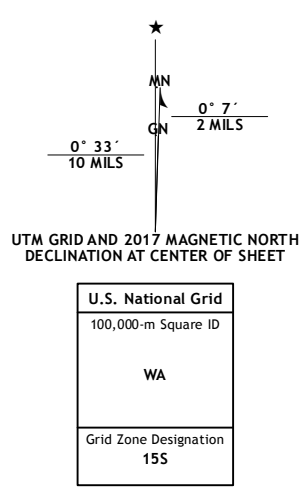 ★
MN
0° 7´
2 MILS
GN
0° 33´
10 MILS
UTM GRID AND 2017 MAGNETIC NORTH
DECLINATION AT CENTER OF SHEET
U.S. National Grid
100,000-m Square ID
WA
Grid Zone Designation
15S